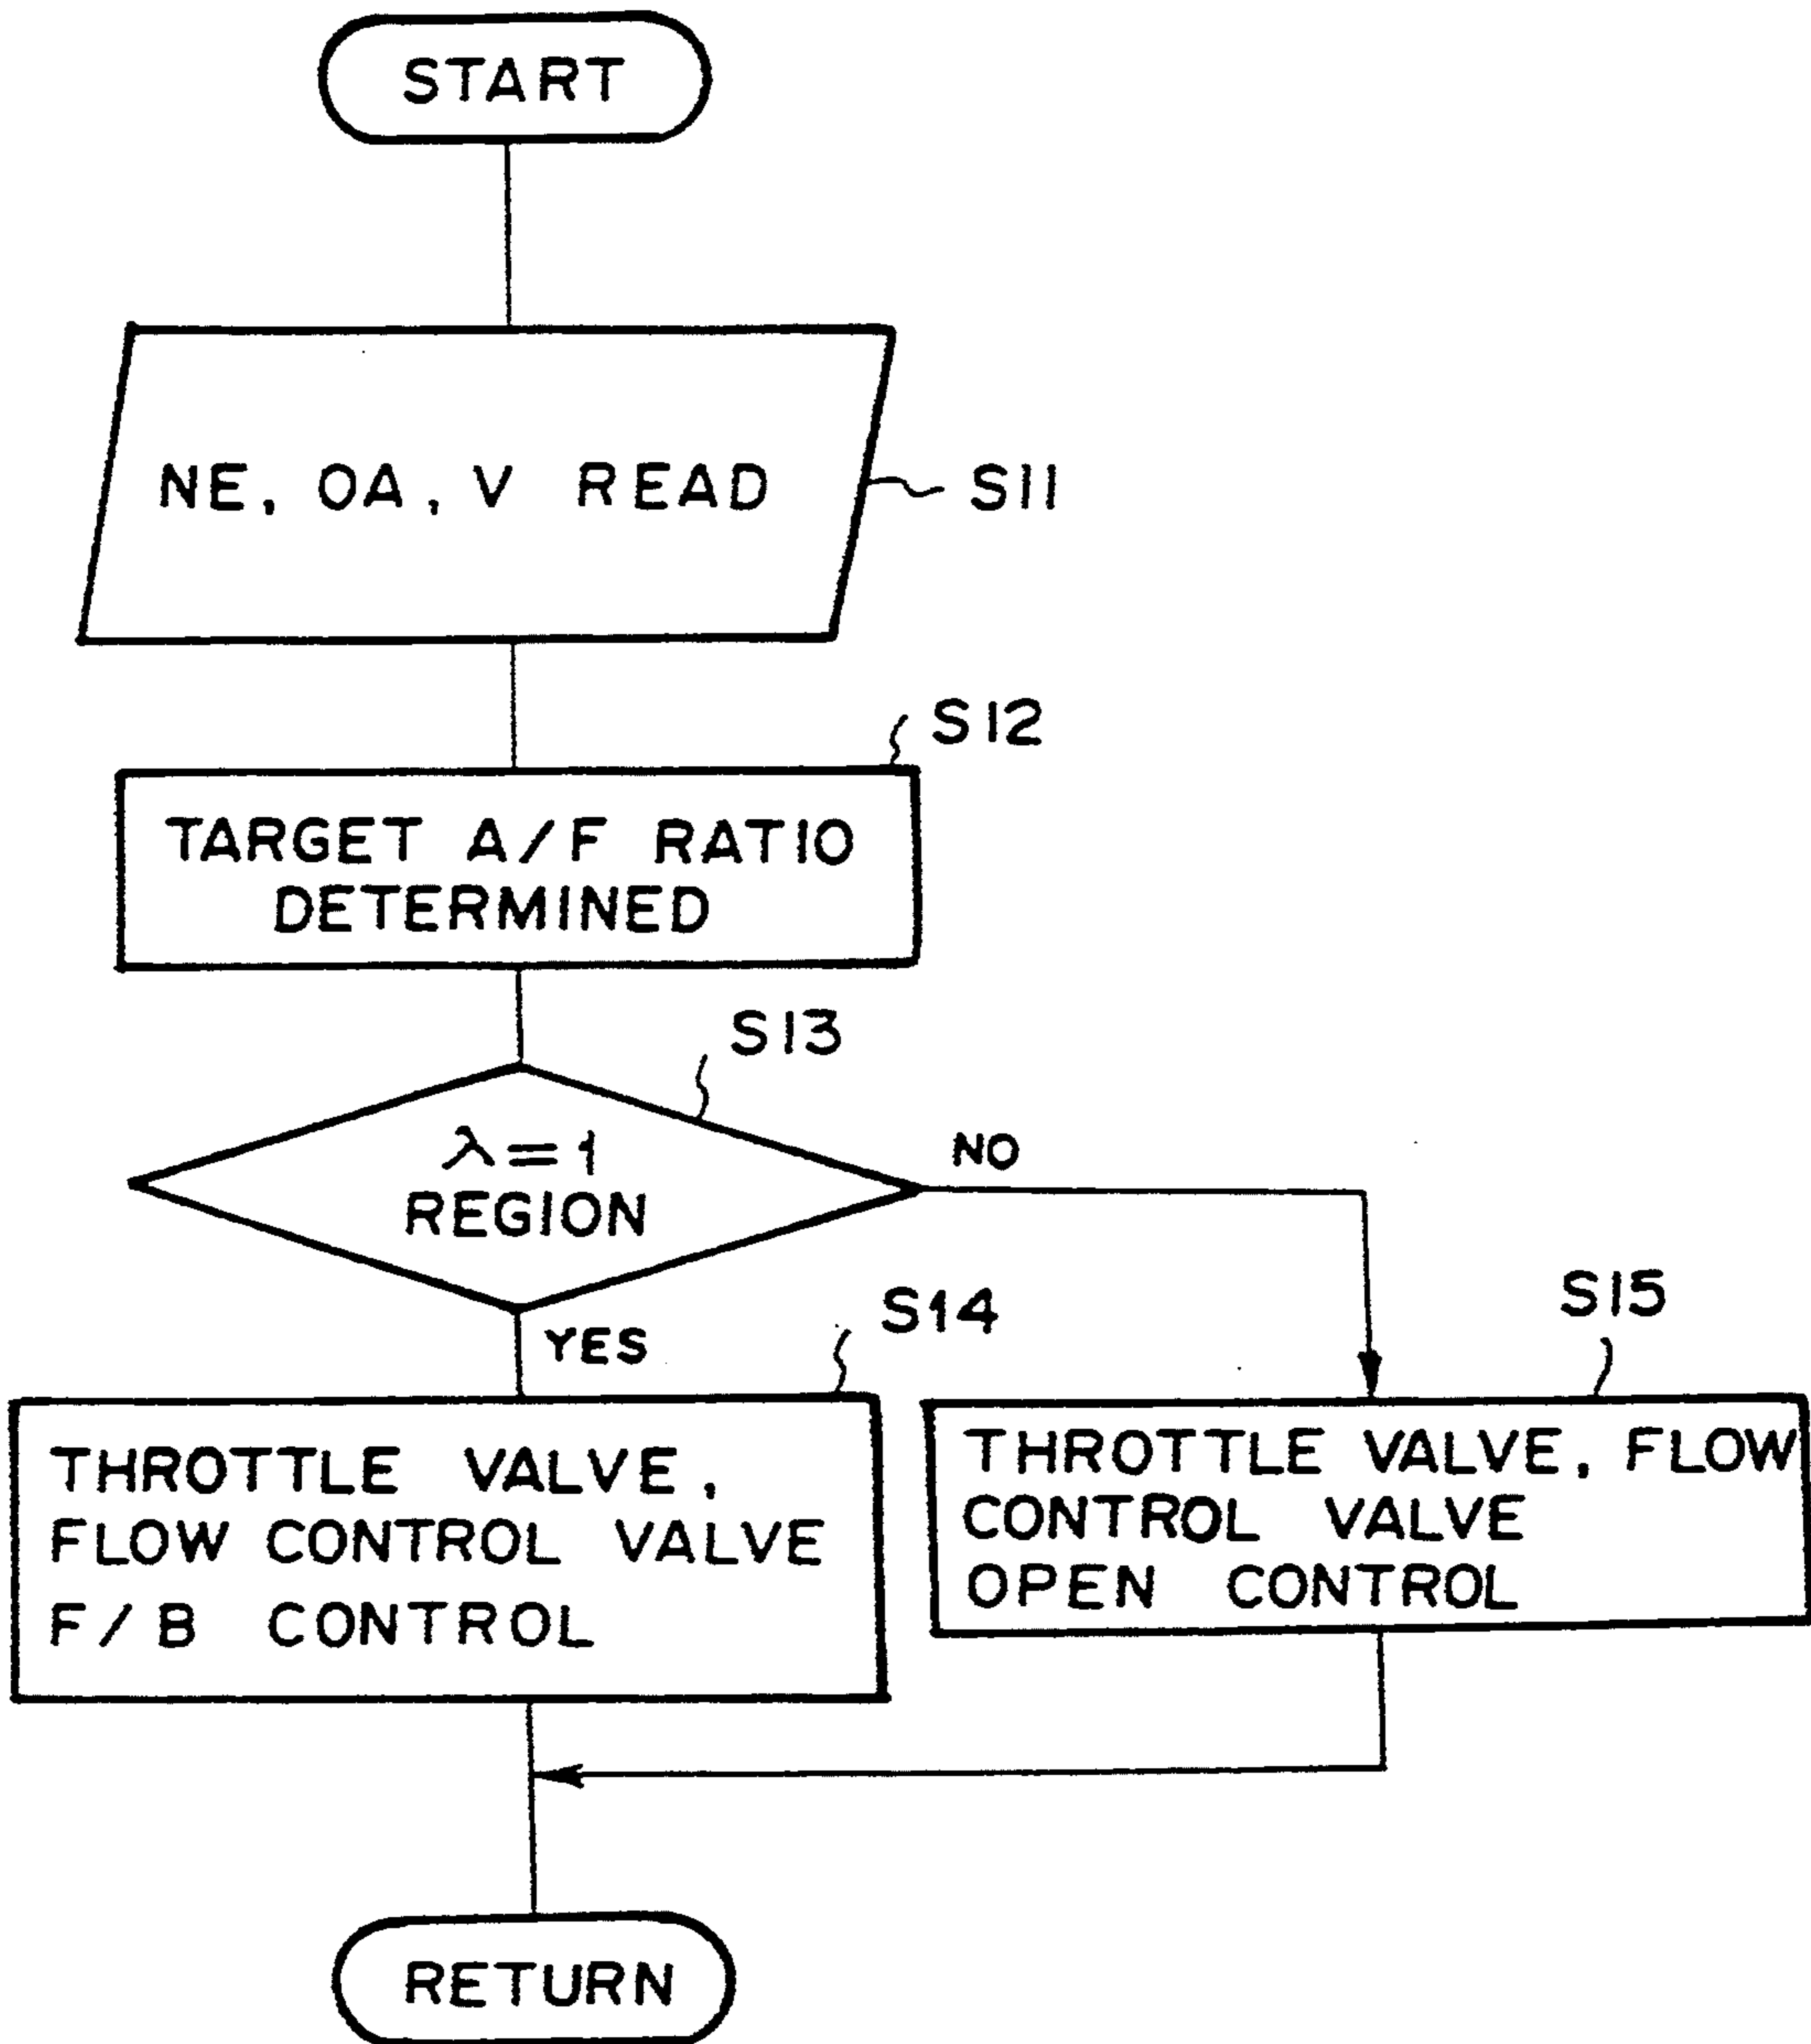 START
NE, OA, V READ
S11
S12
TARGET A/F RATIO
DETERMINED
S13
λ=1
REGION
NO
YES
S14
THROTTLE VALVE,
FLOW CONTROL VALVE
F/B CONTROL
S15
THROTTLE VALVE, FLOW
CONTROL VALVE
OPEN CONTROL
RETURN